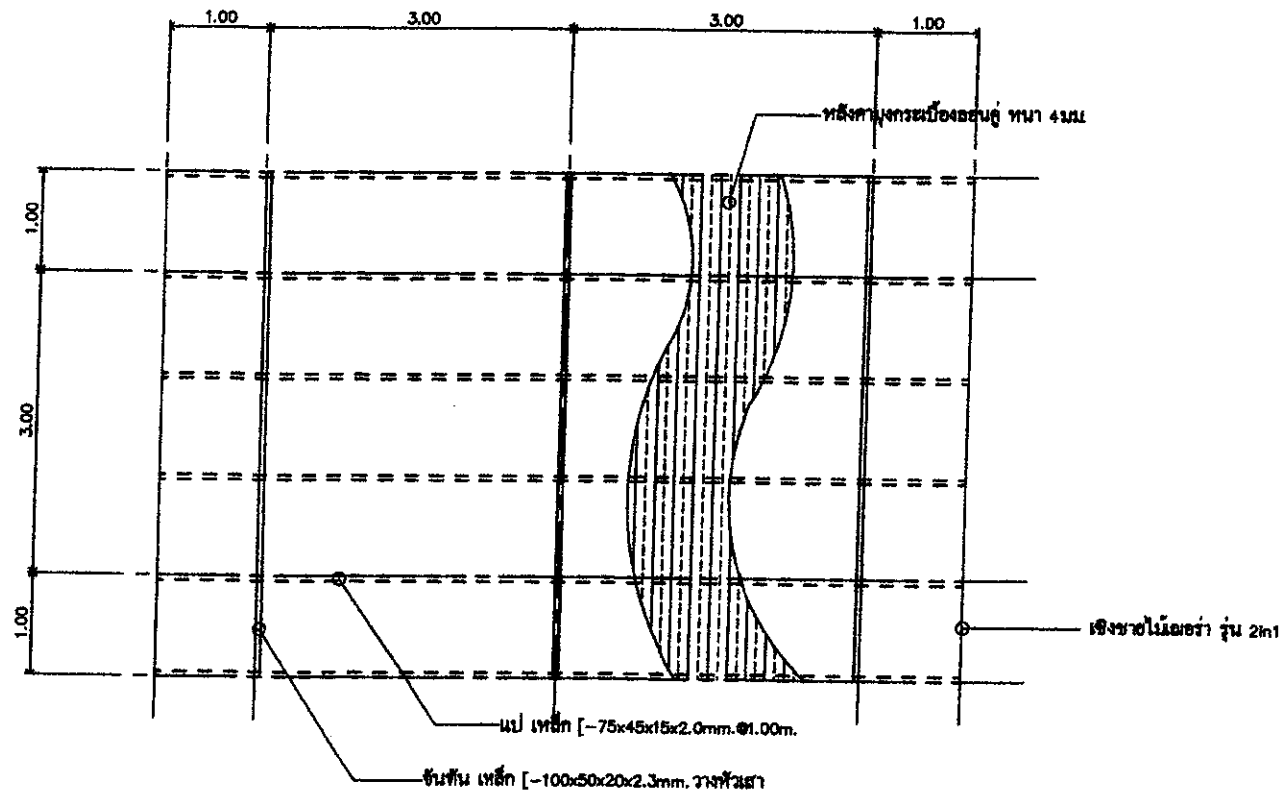 1.00 3.00 3.00 1.00
หลังคามุงกระเบื้องลอนคู่ หนา 4มม.
1.00
3.00
1.00
เชิงชายไม้เฌอร่า รุ่น 2in1
แป เหล็ก [-75x45x15x2.0mm.@1.00m.
จันทัน เหล็ก [-100x50x20x2.3mm. วางหัวเสา